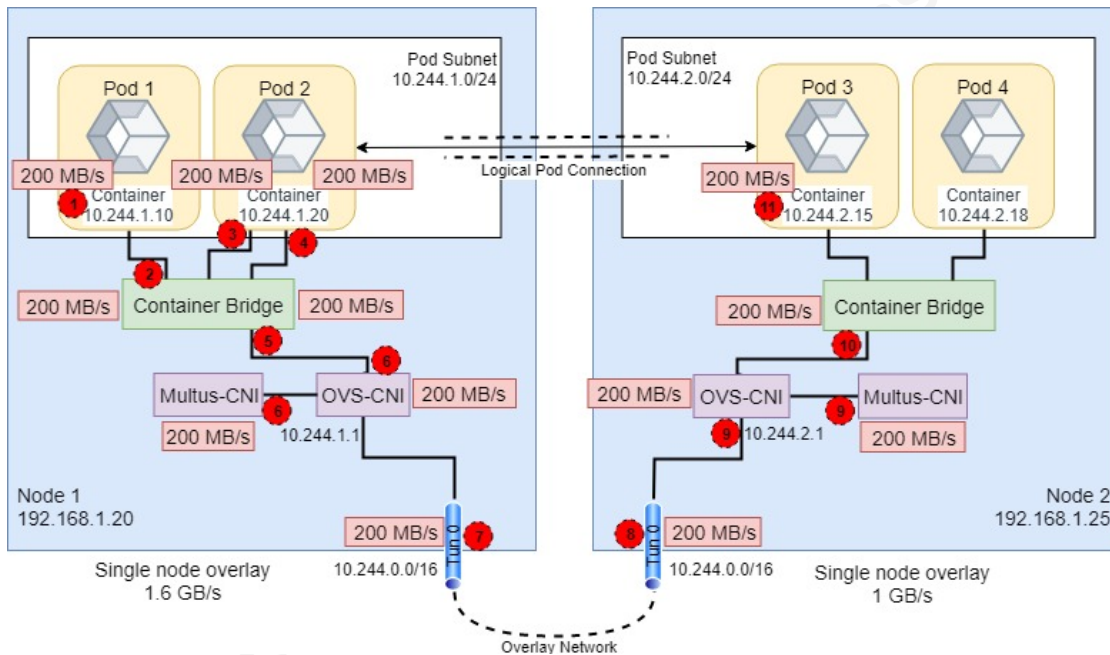 Pod Subnet
10.244.1.0/24
Pod 1
Pod 2
200 MB/s
200 MB/s
200 MB/s
1
Container
10.244.1.10
Container
10.244.1.20
3
4
2
200 MB/s
Container Bridge
200 MB/s
5
6
Multus-CNI
OVS-CNI
200 MB/s
6
200 MB/s
10.244.1.1
Node 1
192.168.1.20
200 MB/s
Tun 0
7
10.244.0.0/16
Single node overlay
1.6 GB/s
Logical Pod Connection
Pod Subnet
10.244.2.0/24
Pod 3
Pod 4
200 MB/s
11
Container
10.244.2.15
Container
10.244.2.18
200 MB/s
Container Bridge
10
200 MB/s
OVS-CNI
9
Multus-CNI
9
10.244.2.1
200 MB/s
Node 2
192.168.1.25
8
Tun 0
200 MB/s
10.244.0.0/16
Single node overlay
1 GB/s
Overlay Network